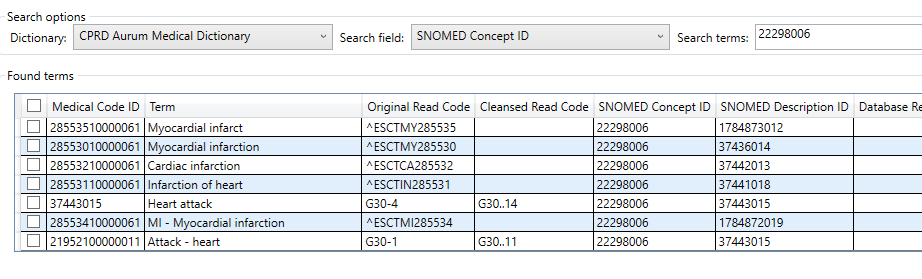 Search options
Dictionary: CPRD Aurum Medical Dictionary Search field: SNOMED Concept ID Search terms: 22298006
Found terms
Medical Code ID Term Original Read Code Cleansed Read Code SNOMED Concept ID SNOMED Description ID Database Re
28553510000061 Myocardial infarct ^ESCTMY285535 22298006 1784873012
28553010000061 Myocardial infarction ^ESCTMY285530 22298006 37436014
28553210000061 Cardiac infarction ^ESCTCA285532 22298006 37442013
28553110000061 Infarction of heart ^ESCTIN285531 22298006 37441018
37443015 Heart attack G30-4 G30..14 22298006 37443015
28553410000061 MI - Myocardial infarction ^ESCTMI285534 22298006 1784872019
21952100000011 Attack - heart G30-1 G30..11 22298006 37443015